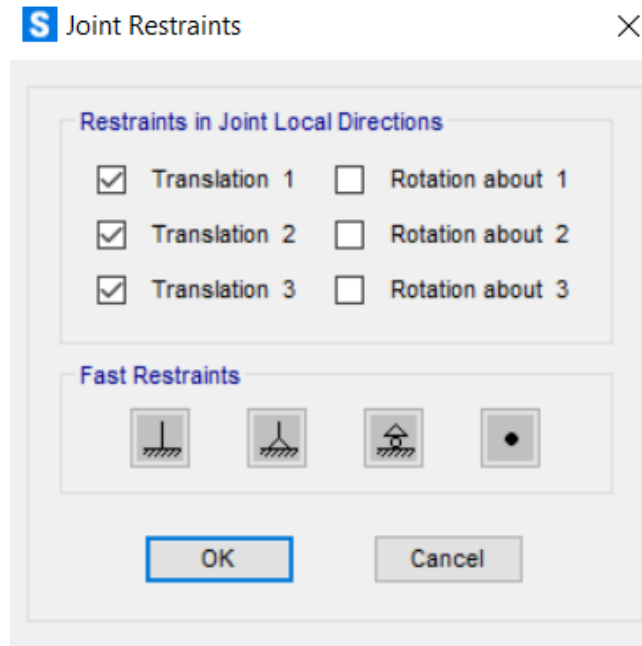 S Joint Restraints
Restraints in Joint Local Directions
Translation 1 Rotation about 1
Translation 2 Rotation about 2
Translation 3 Rotation about 3
Fast Restraints
OK Cancel